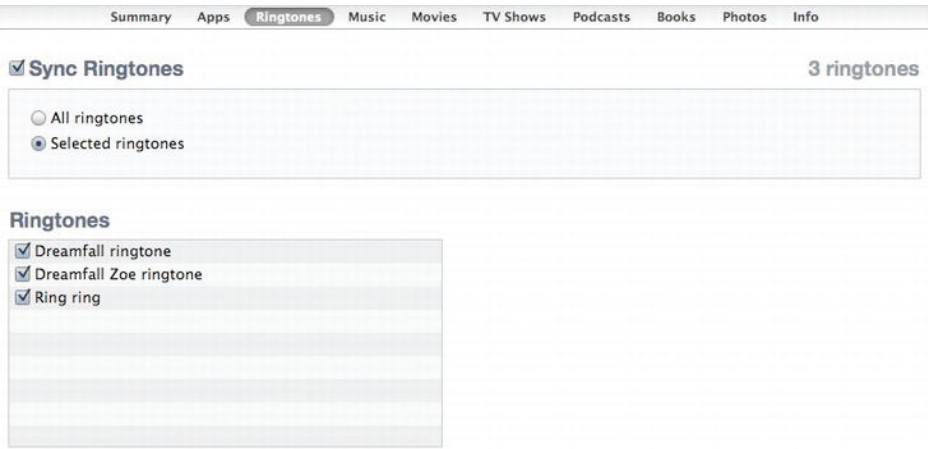 Summary Apps Ringtones Music Movies TV Shows Podcasts Books Photos Info
Sync Ringtones 3 ringtones
All ringtones
Selected ringtones
Ringtones
Dreamfall ringtone
Dreamfall Zoe ringtone
Ring ring